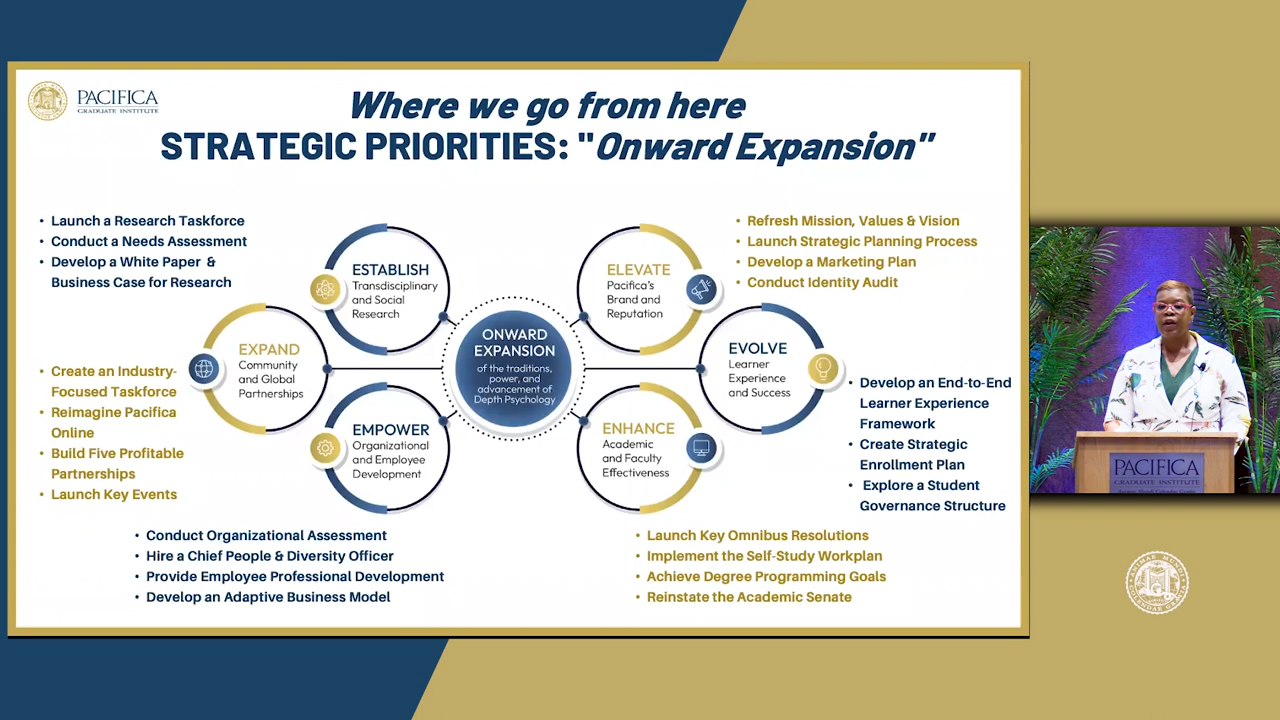 PACIFICA
GRADUATE INSTITUTE
Where we go from here
STRATEGIC PRIORITIES: "Onward Expansion"
• Launch a Research Taskforce
• Conduct a Needs Assessment
• Develop a White Paper &
Business Case for Research
ESTABLISH
Transdisciplinary
and Social
Research
ELEVATE
Pacifica's
Brand and
Reputation
• Refresh Mission, Values & Vision
• Launch Strategic Planning Process
• Develop a Marketing Plan
• Conduct Identity Audit
EXPAND
Community
and Global
Partnerships
ONWARD
EXPANSION
of the traditions,
power, and
advancement of
Depth Psychology
EVOLVE
Learner
Experience
and Success
• Create an Industry-
Focused Taskforce
• Reimagine Pacifica
Online
• Build Five Profitable
Partnerships
• Launch Key Events
EMPOWER
Organizational
and Employee
Development
ENHANCE
Academic
and Faculty
Effectiveness
• Develop an End-to-End
Learner Experience
Framework
• Create Strategic
Enrollment Plan
• Explore a Student
Governance Structure
• Conduct Organizational Assessment
• Hire a Chief People & Diversity Officer
• Provide Employee Professional Development
• Develop an Adaptive Business Model
• Launch Key Omnibus Resolutions
• Implement the Self-Study Workplan
• Achieve Degree Programming Goals
• Reinstate the Academic Senate
PACIFICA
GRADUATE INSTITUTE
ANIMAE MUNDI
COLENDAE GRATIA